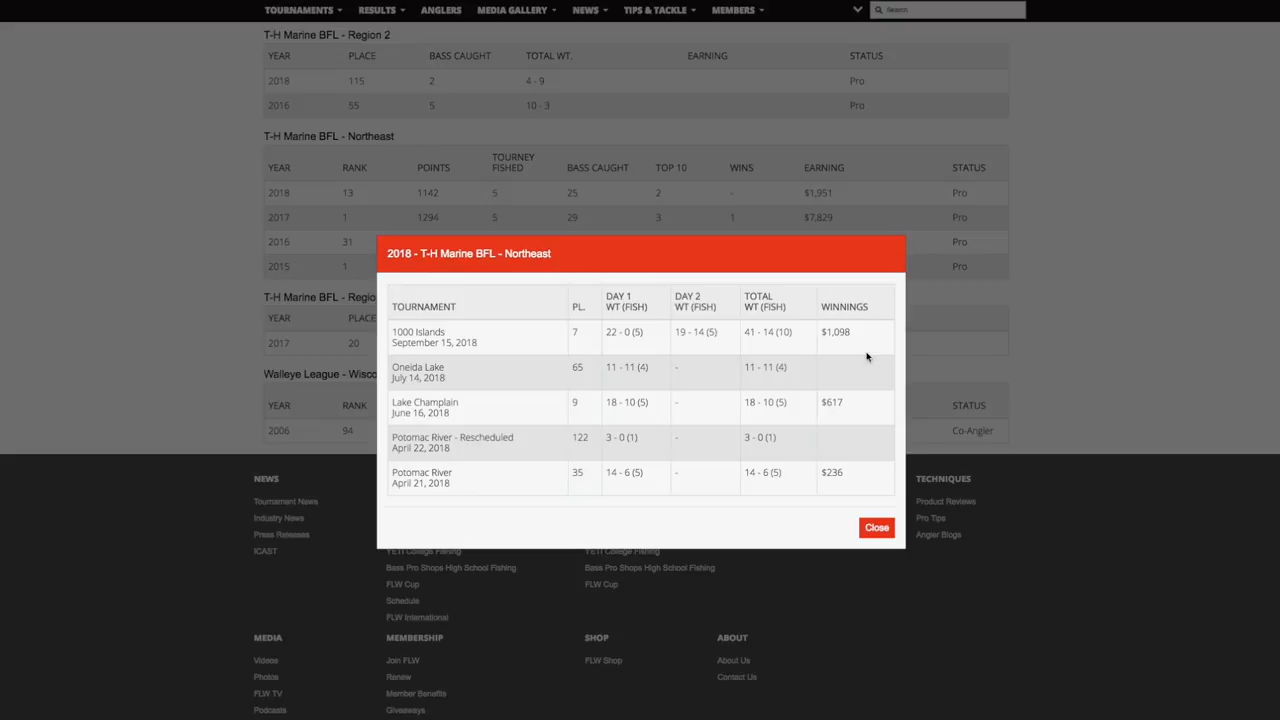 TOURNAMENTS RESULTS ANGLERS MEDIA GALLERY NEWS TIPS & TACKLE MEMBERS Search
T-H Marine BFL - Region 2
YEAR PLACE BASS CAUGHT TOTAL WT. EARNING STATUS
2018 115 2 4 - 9 Pro
2016 55 5 10 - 3 Pro
T-H Marine BFL - Northeast
YEAR RANK POINTS TOURNEY FISHED BASS CAUGHT TOP 10 WINS EARNING STATUS
2018 13 1142 5 25 2 - $1,951 Pro
2017 1 1294 5 29 3 1 $7,829 Pro
2016 31 Pro
2015 1 Pro
T-H Marine BFL - Regio
YEAR PLACE STATUS
2017 20
Walleye League - Wisco
YEAR RANK STATUS
2006 94 Co-Angler
2018 - T-H Marine BFL - Northeast
TOURNAMENT PL. DAY 1 WT (FISH) DAY 2 WT (FISH) TOTAL WT (FISH) WINNINGS
1000 Islands 7 22 - 0 (5) 19 - 14 (5) 41 - 14 (10) $1,098
September 15, 2018
Oneida Lake 65 11 - 11 (4) - 11 - 11 (4)
July 14, 2018
Lake Champlain 9 18 - 10 (5) - 18 - 10 (5) $617
June 16, 2018
Potomac River - Rescheduled 122 3 - 0 (1) - 3 - 0 (1)
April 22, 2018
Potomac River 35 14 - 6 (5) - 14 - 6 (5) $236
April 21, 2018
Close
NEWS TECHNIQUES
Tournament News Product Reviews
Industry News Pro Tips
Press Releases Angler Blogs
ICAST YETI College Fishing YETI College Fishing
Bass Pro Shops High School Fishing Bass Pro Shops High School Fishing
FLW Cup FLW Cup
Schedule
FLW International
MEDIA MEMBERSHIP SHOP ABOUT
Videos Join FLW FLW Shop About Us
Photos Renew Contact Us
FLW TV Member Benefits
Podcasts Giveaways